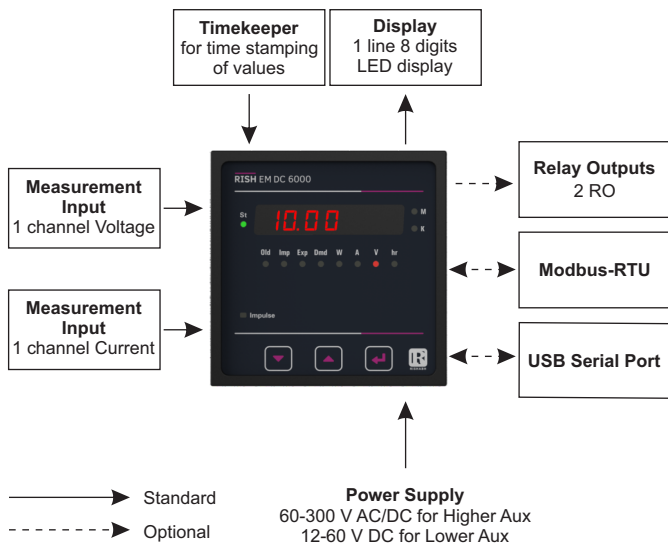 Timekeeper
for time stamping
of values
Display
1 line 8 digits
LED display
Measurement
Input
1 channel Voltage
Measurement
Input
1 channel Current
RISH EM DC 6000
St
10.00
M
K
Old Imp Exp Dmd W A V hr
Impulse
RISHABH
Relay Outputs
2 RO
Modbus-RTU
USB Serial Port
Standard
Optional
Power Supply
60-300 V AC/DC for Higher Aux
12-60 V DC for Lower Aux